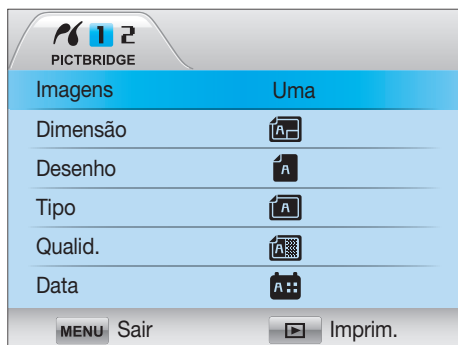 1 2
PICTBRIDGE
Imagens Uma
Dimensão A
Desenho A
Tipo A
Qualid. A
Data A
MENU Sair Imprim.